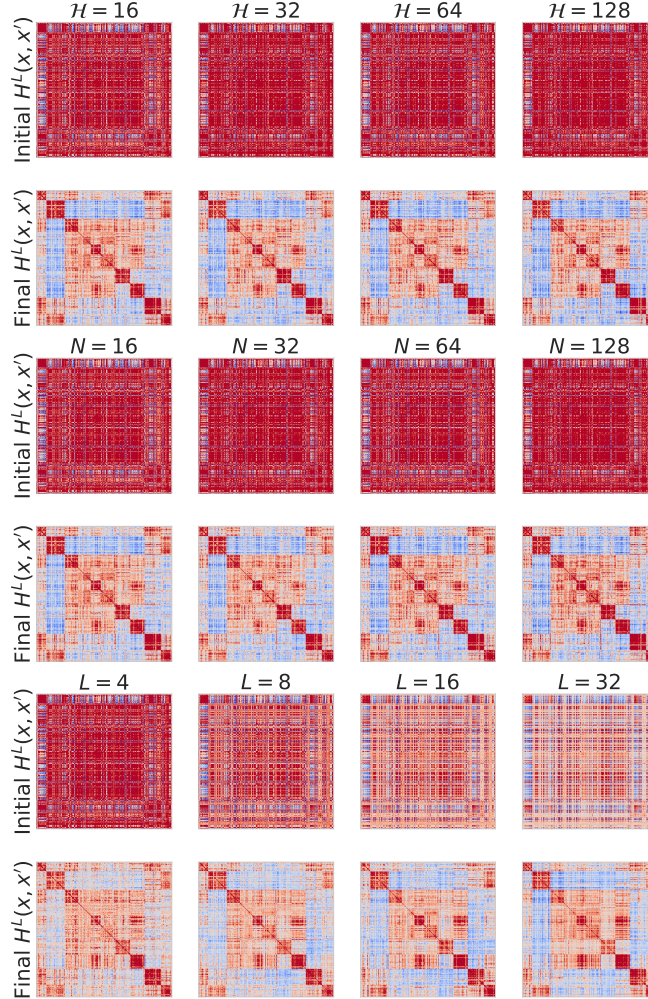 ℋ = 16 ℋ = 32 ℋ = 64 ℋ = 128
Initial H^L(x, x′)
Final H^L(x, x′)
N = 16 N = 32 N = 64 N = 128
Initial H^L(x, x′)
Final H^L(x, x′)
L = 4 L = 8 L = 16 L = 32
Initial H^L(x, x′)
Final H^L(x, x′)